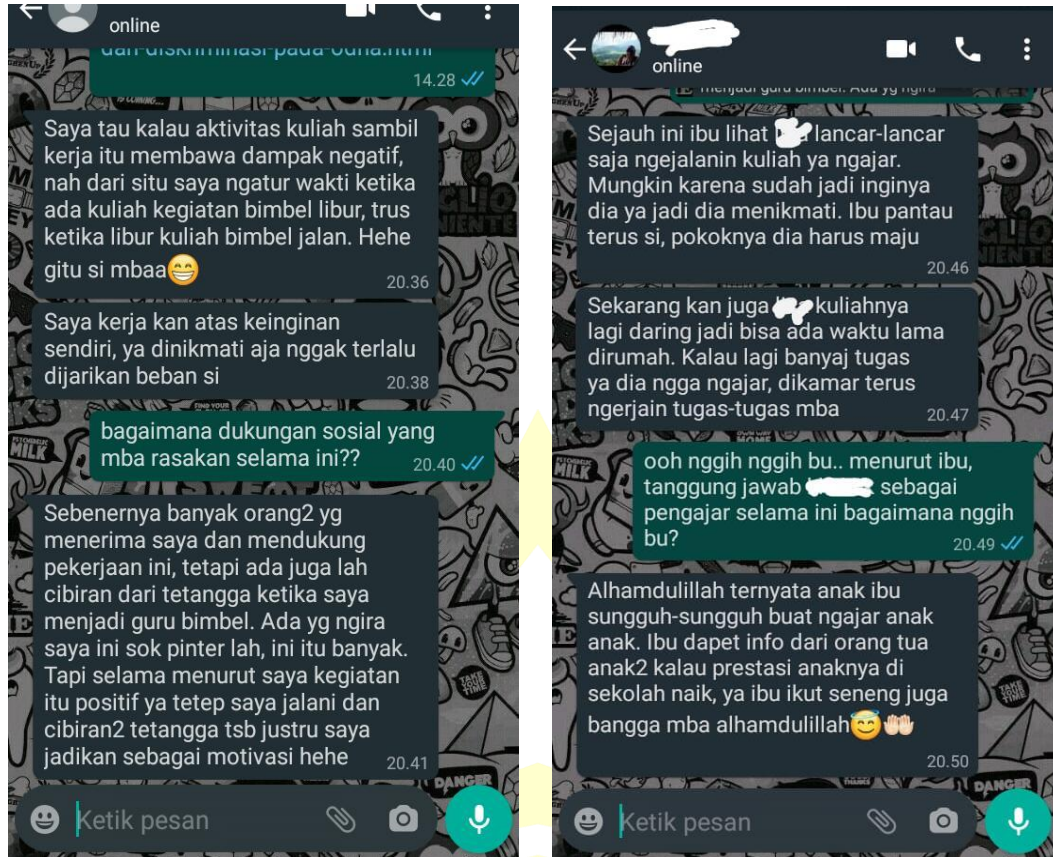 online
dan-diskriminasi-pada-odha.html
14.28
Saya tau kalau aktivitas kuliah sambil
kerja itu membawa dampak negatif,
nah dari situ saya ngatur wakti ketika
ada kuliah kegiatan bimbel libur, trus
ketika libur kuliah bimbel jalan. Hehe
gitu si mbaa😁
20.36
Saya kerja kan atas keinginan
sendiri, ya dinikmati aja nggak terlalu
dijarikan beban si
20.38
bagaimana dukungan sosial yang
mba rasakan selama ini??
20.40
Sebenernya banyak orang2 yg
menerima saya dan mendukung
pekerjaan ini, tetapi ada juga lah
cibiran dari tetangga ketika saya
menjadi guru bimbel. Ada yg ngira
saya ini sok pinter lah, ini itu banyak.
Tapi selama menurut saya kegiatan
itu positif ya tetep saya jalani dan
cibiran2 tetangga tsb justru saya
jadikan sebagai motivasi hehe
20.41
Ketik pesan
online
menjadi guru bimbel. Ada yg ngira
Sejauh ini ibu lihat lancar-lancar
saja ngejalanin kuliah ya ngajar.
Mungkin karena sudah jadi inginya
dia ya jadi dia menikmati. Ibu pantau
terus si, pokoknya dia harus maju
20.46
Sekarang kan juga kuliahnya
lagi daring jadi bisa ada waktu lama
dirumah. Kalau lagi banyaj tugas
ya dia ngga ngajar, dikamar terus
ngerjain tugas-tugas mba
20.47
ooh nggih nggih bu.. menurut ibu,
tanggung jawab sebagai
pengajar selama ini bagaimana nggih
bu?
20.49
Alhamdulillah ternyata anak ibu
sungguh-sungguh buat ngajar anak
anak. Ibu dapet info dari orang tua
anak2 kalau prestasi anaknya di
sekolah naik, ya ibu ikut seneng juga
bangga mba alhamdulillah😇🤲🏻
20.50
Ketik pesan